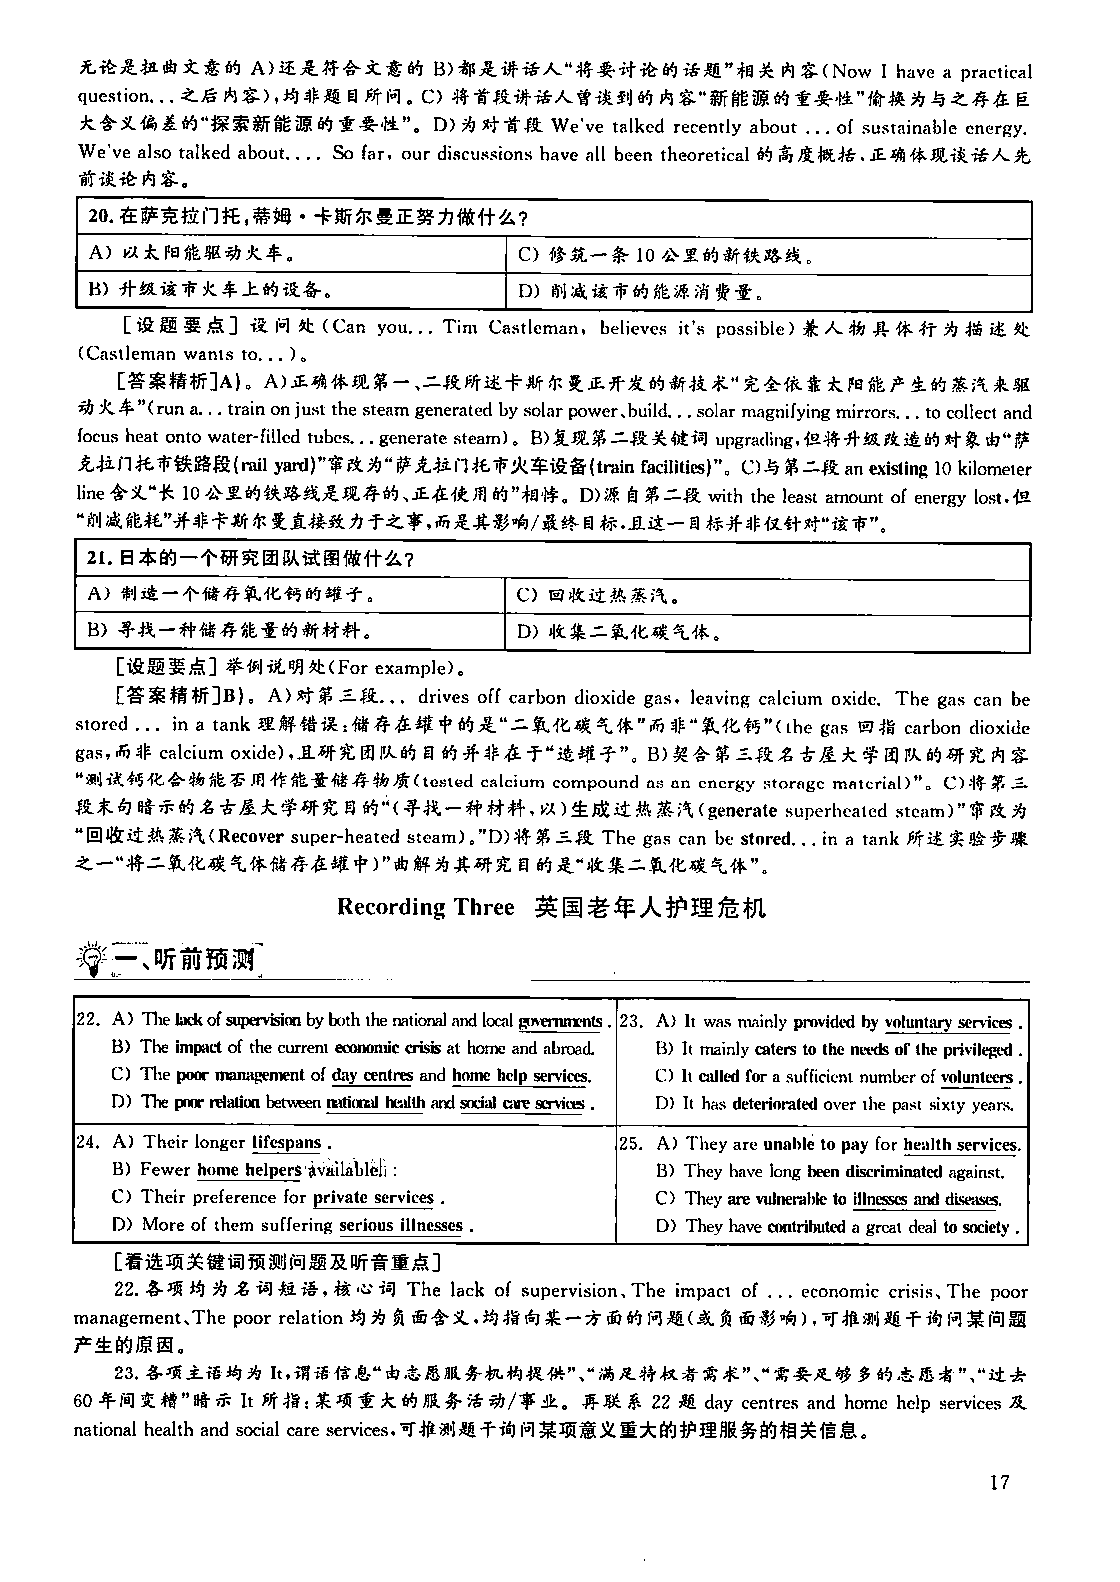 无论是扭曲文意的 A)还是符合文意的 B)都是讲话人“将要讨论的话题”相关内容(Now I have a practical
question...之后内容),均非题目所问。C) 将首段讲话人曾谈到的内容“新能源的重要性”偷换为与之存在巨
大含义偏差的“探索新能源的重要性”。D)为对首段 We've talked recently about ... of sustainable energy.
We've also talked about.... So far, our discussions have all been theoretical 的高度概括,正确体现谈话人先
前谈论内容。
20. 在萨克拉门托,蒂姆·卡斯尔曼正努力做什么?
A) 以太阳能驱动火车。
C) 修筑一条 10 公里的新铁路线。
B) 升级该市火车上的设备。
D) 削减该市的能源消费量。
[设题要点] 设问处 (Can you... Tim Castleman, believes it's possible) 兼人物具体行为描述处
(Castleman wants to...)。
[答案精析]A)。A)正确体现第一、二段所述卡斯尔曼正开发的新技术“完全依靠太阳能产生的蒸汽来驱
动火车”(run a... train on just the steam generated by solar power、build... solar magnifying mirrors... to collect and
focus heat onto water-filled tubes... generate steam)。B)复现第二段关键词 upgrading,但将升级改造的对象由“萨
克拉门托市铁路段(rail yard)”窜改为“萨克拉门托市火车设备(train facilities)”。C)与第二段 an existing 10 kilometer
line 含义“长 10 公里的铁路线是现存的、正在使用的”相悖。D)源自第二段 with the least amount of energy lost,但
“削减能耗”并非卡斯尔曼直接致力于之事,而是其影响/最终目标,且这一目标并非仅针对“该市”。
21. 日本的一个研究团队试图做什么?
A) 制造一个储存氧化钙的罐子。
C) 回收过热蒸汽。
B) 寻找一种储存能量的新材料。
D) 收集二氧化碳气体。
[设题要点] 举例说明处(For example)。
[答案精析]B)。A)对第三段... drives off carbon dioxide gas, leaving calcium oxide. The gas can be
stored ... in a tank 理解错误:储存在罐中的是“二氧化碳气体”而非“氧化钙”(the gas 回指 carbon dioxide
gas,而非 calcium oxide),且研究团队的目的并非在于“造罐子”。B)契合第三段名古屋大学团队的研究内容
“测试钙化合物能否用作能量储存物质(tested calcium compound as an energy storage material)”。C)将第三
段末句暗示的名古屋大学研究目的“(寻找一种材料,以)生成过热蒸汽(generate superheated steam)”窜改为
“回收过热蒸汽(Recover super-heated steam)。”D)将第三段 The gas can be stored... in a tank 所述实验步骤
之一“将二氧化碳气体储存在罐中)”曲解为其研究目的是“收集二氧化碳气体”。
Recording Three 英国老年人护理危机
一、听前预测
22. A) The lack of supervision by both the national and local governments.
B) The impact of the current economic crisis at home and abroad.
C) The poor management of day centres and home help services.
D) The poor relation between national health and social care services.
23. A) It was mainly provided by voluntary services.
B) It mainly caters to the needs of the privileged.
C) It called for a sufficient number of volunteers.
D) It has deteriorated over the past sixty years.
24. A) Their longer lifespans.
B) Fewer home helpers available.
C) Their preference for private services.
D) More of them suffering serious illnesses.
25. A) They are unable to pay for health services.
B) They have long been discriminated against.
C) They are vulnerable to illnesses and diseases.
D) They have contributed a great deal to society.
[看选项关键词预测问题及听音重点]
22. 各项均为名词短语,核心词 The lack of supervision、The impact of ... economic crisis、The poor
management、The poor relation 均为负面含义,均指向某一方面的问题(或负面影响),可推测题干询问某问题
产生的原因。
23. 各项主语均为 It,谓语信息“由志愿服务机构提供”、“满足特权者需求”、“需要足够多的志愿者”、“过去
60 年间变糟”暗示 It 所指:某项重大的服务活动/事业。再联系 22 题 day centres and home help services 及
national health and social care services,可推测题干询问某项意义重大的护理服务的相关信息。
17